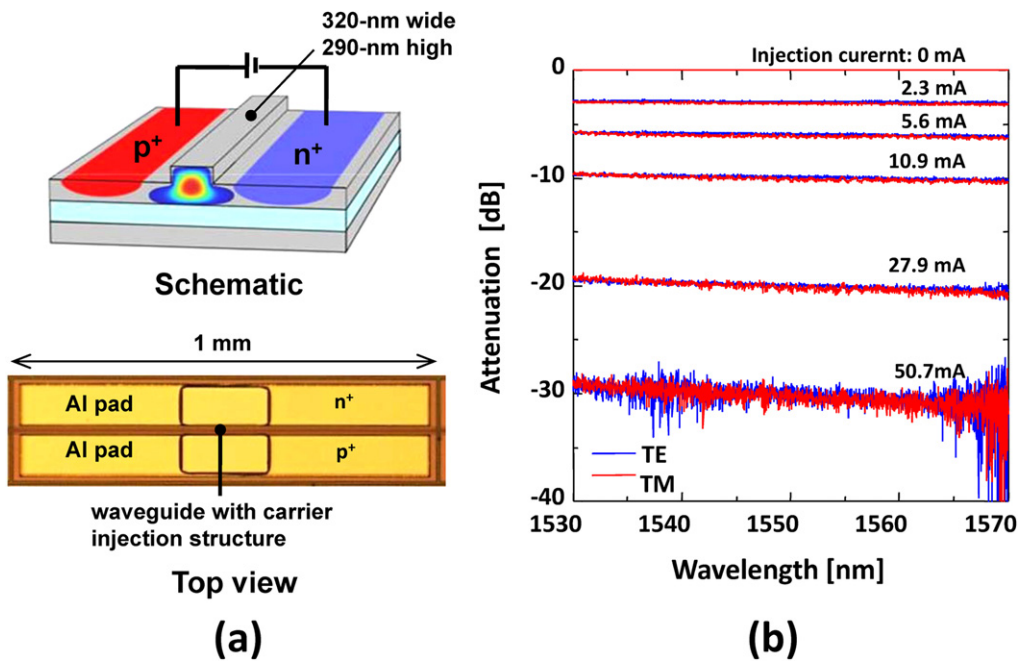 320-nm wide
290-nm high
p+
n+
Schematic
1 mm
Al pad
n+
Al pad
p+
waveguide with carrier
injection structure
Top view
(a)
Injection curernt: 0 mA
2.3 mA
5.6 mA
10.9 mA
27.9 mA
50.7mA
TE
TM
0
-10
-20
-30
-40
Attenuation [dB]
1530
1540
1550
1560
1570
Wavelength [nm]
(b)